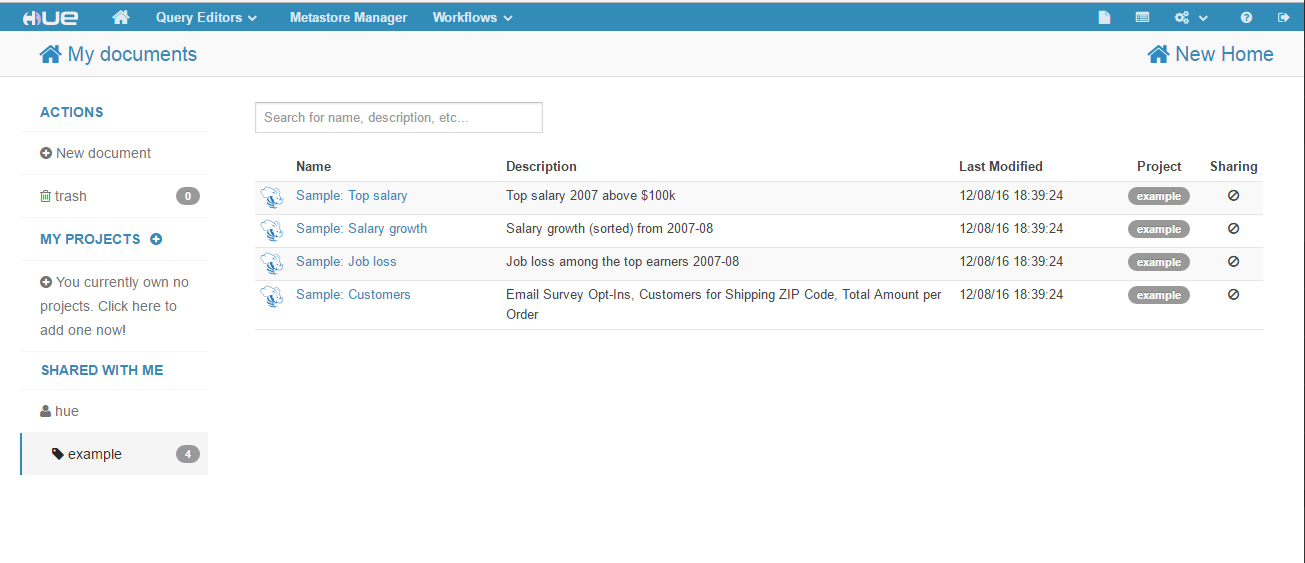 HUE Query Editors Metastore Manager Workflows
My documents New Home
ACTIONS
New document
trash 0
MY PROJECTS
You currently own no
projects. Click here to
add one now!
SHARED WITH ME
hue
example 4
Search for name, description, etc...
Name Description Last Modified Project Sharing
Sample: Top salary Top salary 2007 above $100k 12/08/16 18:39:24 example
Sample: Salary growth Salary growth (sorted) from 2007-08 12/08/16 18:39:24 example
Sample: Job loss Job loss among the top earners 2007-08 12/08/16 18:39:24 example
Sample: Customers Email Survey Opt-Ins, Customers for Shipping ZIP Code, Total Amount per 12/08/16 18:39:24 example
Order